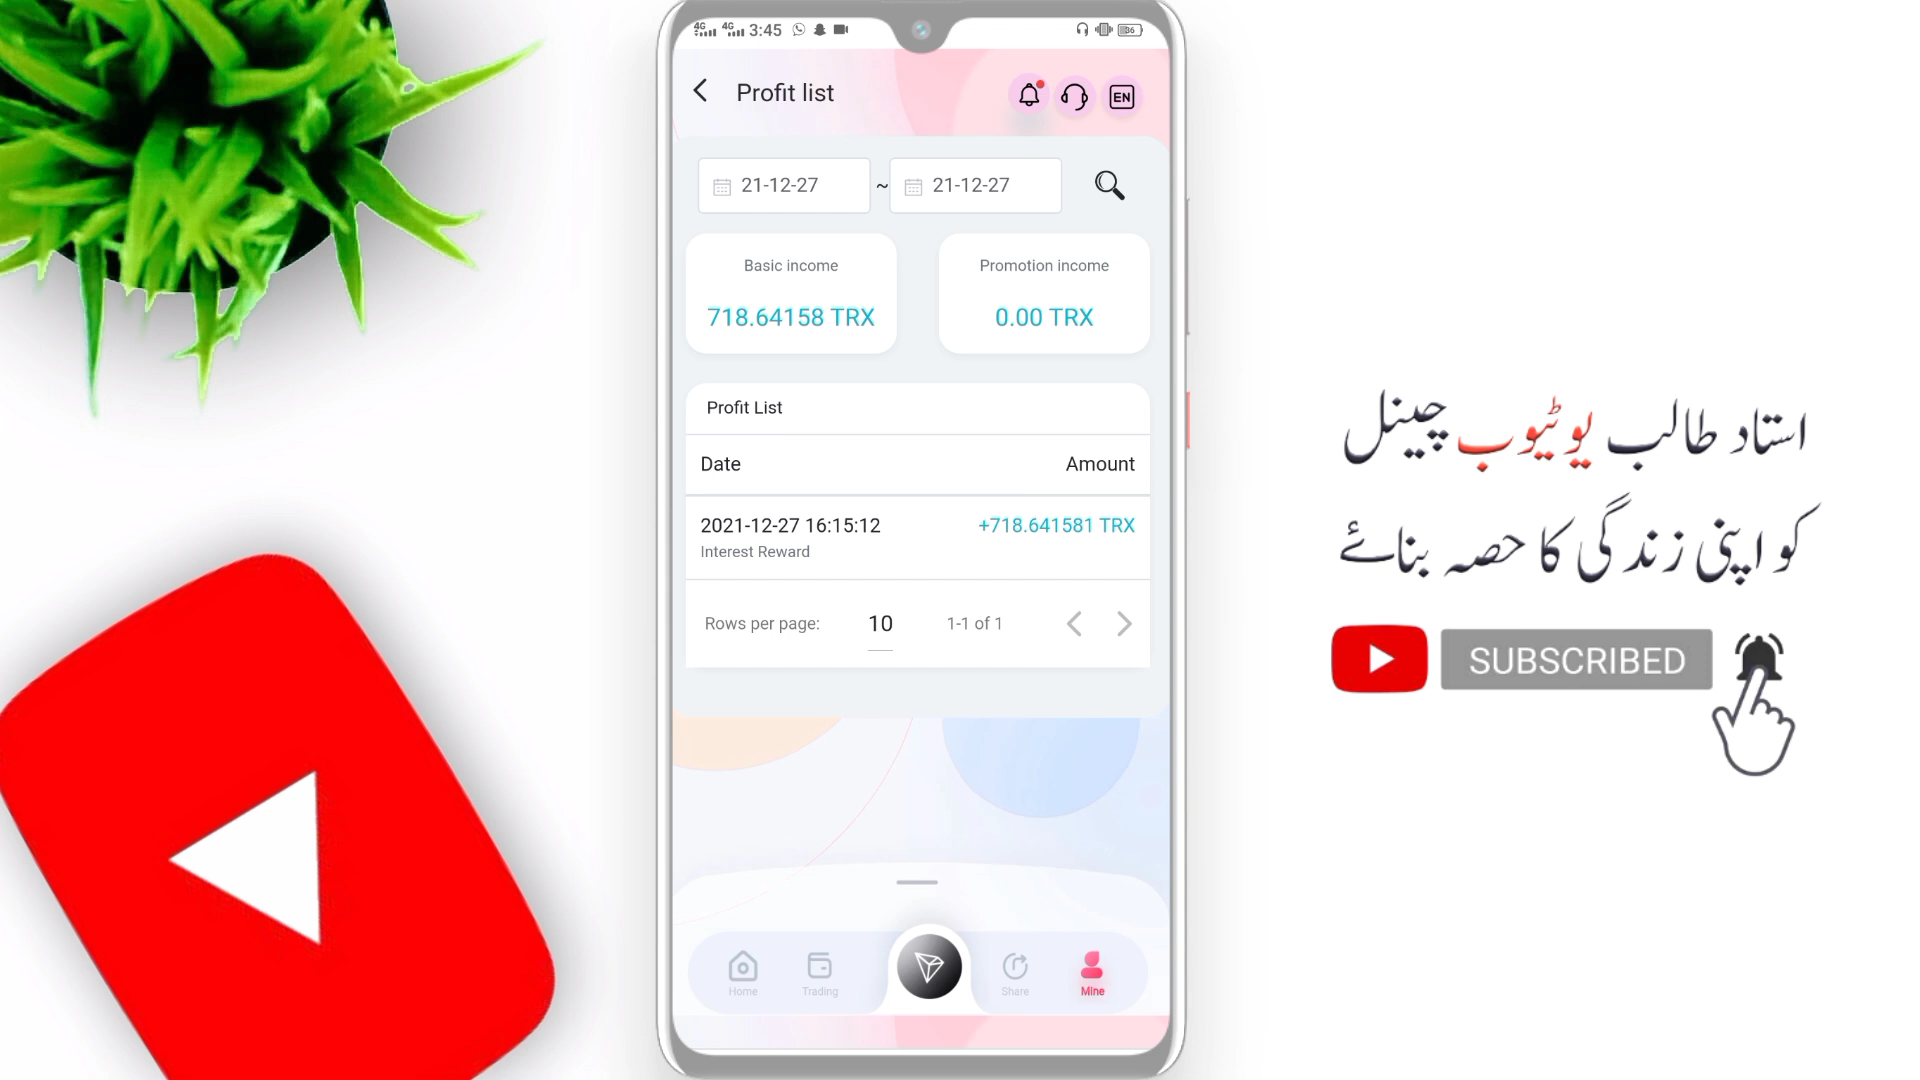 4G 4G 3:45 36
Profit list
EN
21-12-27 ~ 21-12-27
Basic income
718.64158 TRX
Promotion income
0.00 TRX
Profit List
Date Amount
2021-12-27 16:15:12 +718.641581 TRX
Interest Reward
Rows per page: 10 1-1 of 1
Home Trading Share Mine
استاد طالب یوٹیوب چینل
کو اپنی زندگی کا حصہ بنائے
SUBSCRIBED